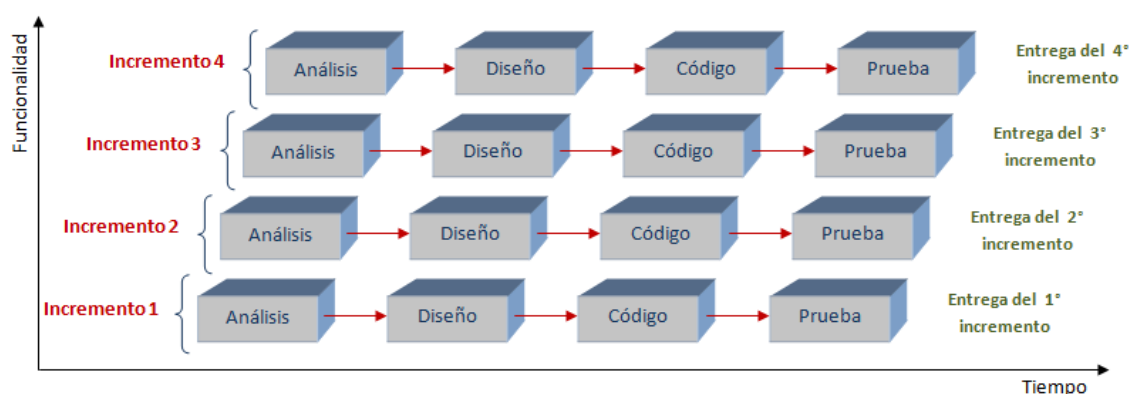 Funcionalidad
Incremento 4
Análisis
Diseño
Código
Prueba
Entrega del 4°
incremento
Incremento 3
Análisis
Diseño
Código
Prueba
Entrega del 3°
incremento
Incremento 2
Análisis
Diseño
Código
Prueba
Entrega del 2°
incremento
Incremento 1
Análisis
Diseño
Código
Prueba
Entrega del 1°
incremento
Tiempo